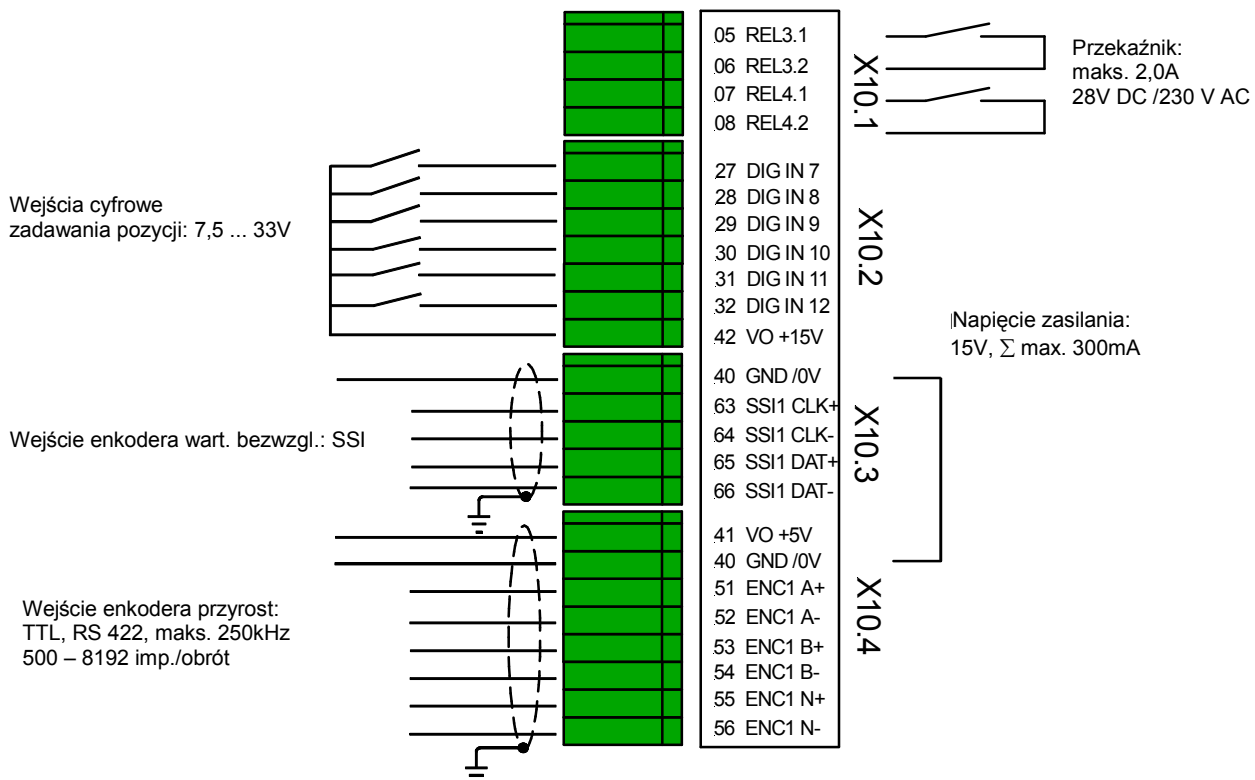 05 REL3.1
06 REL3.2
07 REL4.1
08 REL4.2
X10.1
Przekaźnik:
maks. 2,0A
28V DC /230 V AC
Wejścia cyfrowe
zadawania pozycji: 7,5 ... 33V
27 DIG IN 7
28 DIG IN 8
29 DIG IN 9
30 DIG IN 10
31 DIG IN 11
32 DIG IN 12
42 VO +15V
X10.2
Napięcie zasilania:
15V, ∑ max. 300mA
Wejście enkodera wart. bezwzgl.: SSI
40 GND /0V
63 SSI1 CLK+
64 SSI1 CLK-
65 SSI1 DAT+
66 SSI1 DAT-
X10.3
Wejście enkodera przyrost:
TTL, RS 422, maks. 250kHz
500 – 8192 imp./obrót
41 VO +5V
40 GND /0V
51 ENC1 A+
52 ENC1 A-
53 ENC1 B+
54 ENC1 B-
55 ENC1 N+
56 ENC1 N-
X10.4